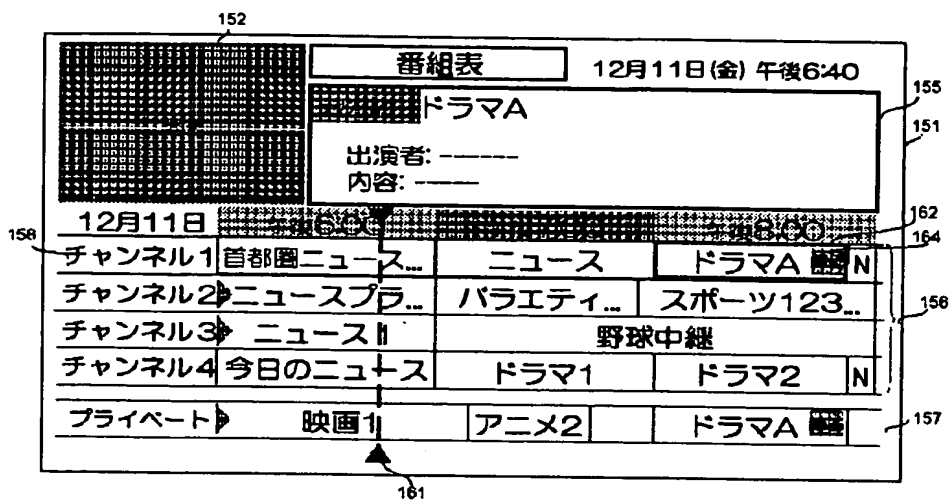 152
番組表 12月11日(金) 午後6:40
155
151
ドラマA
出演者: ------
内容: -----
12月11日 午後6:00 午後8:00 162
164
158 チャンネル1 首都圏ニュース... ニュース ドラマA N
チャンネル2 ニュースプラ... バラエティ... スポーツ123...
156
チャンネル3 ニュース 野球中継
チャンネル4 今日のニュース ドラマ1 ドラマ2 N
プライベート 映画1 アニメ2 ドラマA 157
161